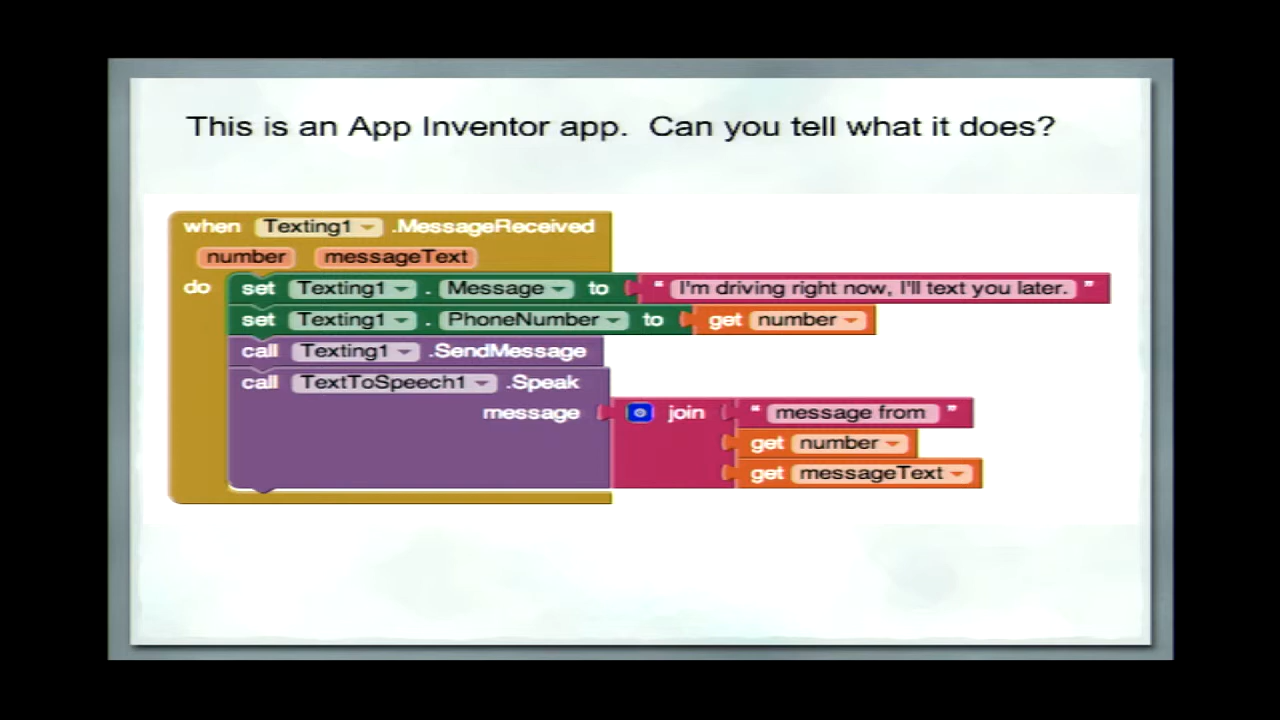 This is an App Inventor app. Can you tell what it does?
when Texting1 .MessageReceived
number messageText
do set Texting1 . Message to " I'm driving right now, I'll text you later. "
set Texting1 . PhoneNumber to get number
call Texting1 .SendMessage
call TextToSpeech1 .Speak
message join " message from "
get number
get messageText